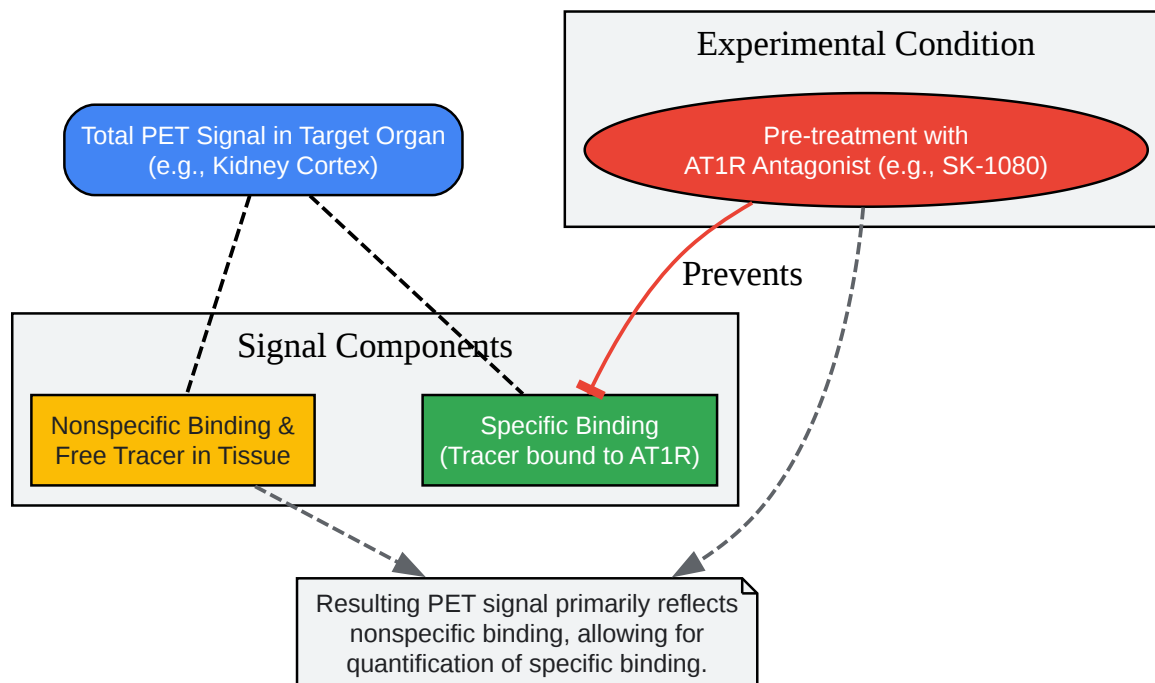 Experimental Condition
Total PET Signal in Target Organ
(e.g., Kidney Cortex)
Pre-treatment with
AT1R Antagonist (e.g., SK-1080)
Prevents
Signal Components
Nonspecific Binding &
Free Tracer in Tissue
Specific Binding
(Tracer bound to AT1R)
Resulting PET signal primarily reflects
nonspecific binding, allowing for
quantification of specific binding.